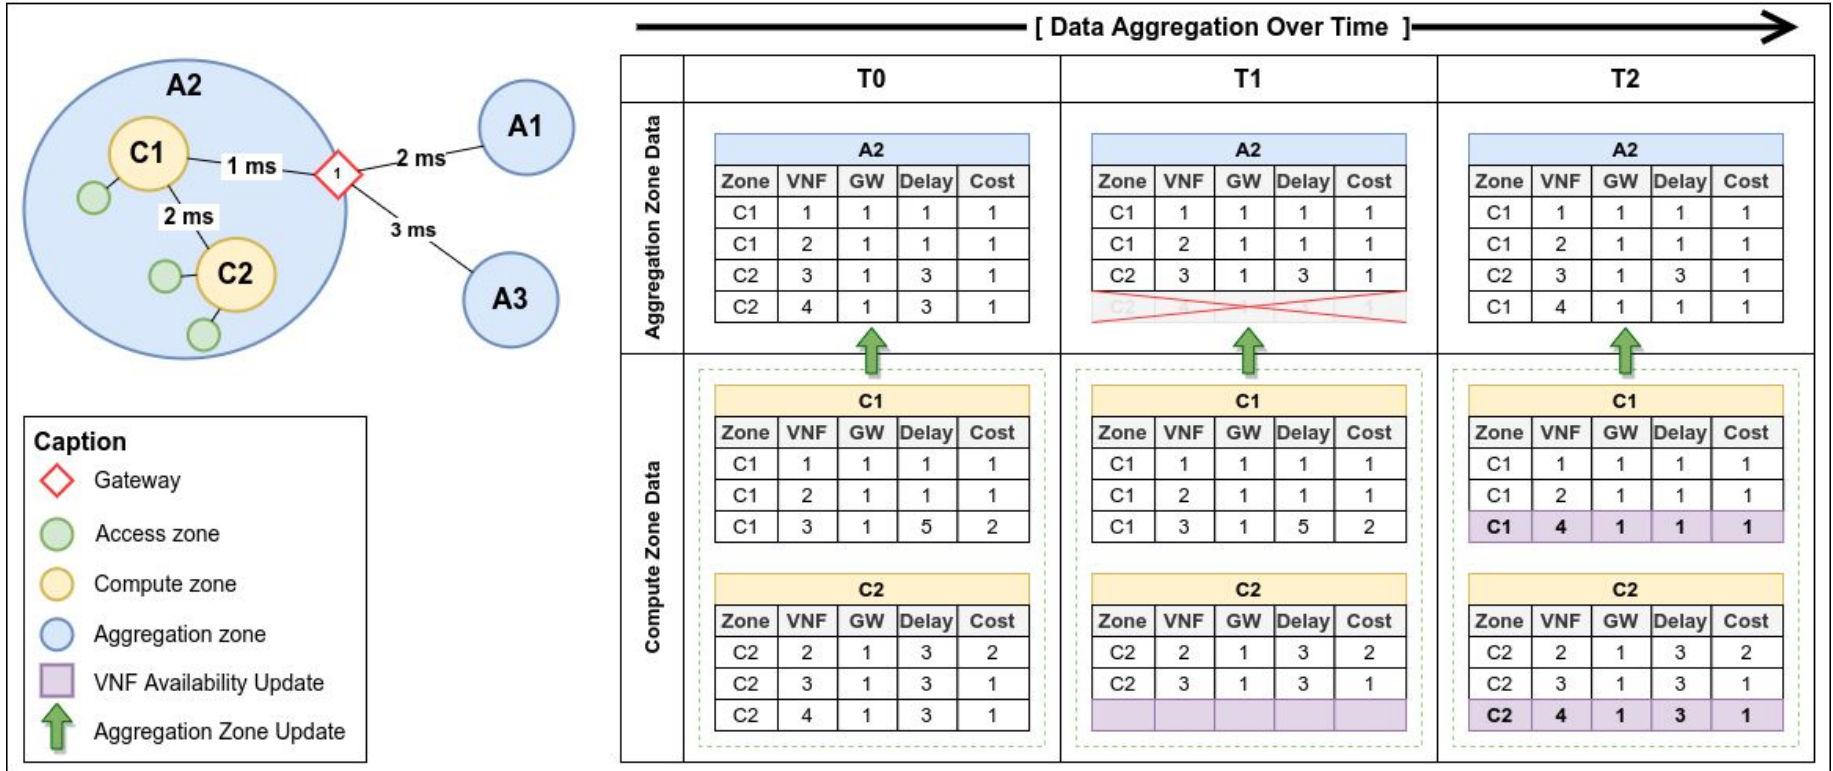 [ Data Aggregation Over Time ]
A2
C1
1 ms
1
2 ms
A1
2 ms
C2
3 ms
A3
Caption
Gateway
Access zone
Compute zone
Aggregation zone
VNF Availability Update
Aggregation Zone Update
T0 T1 T2
Aggregation Zone Data
A2
Zone VNF GW Delay Cost
C1 1 1 1 1
C1 2 1 1 1
C2 3 1 3 1
C2 4 1 3 1
A2
Zone VNF GW Delay Cost
C1 1 1 1 1
C1 2 1 1 1
C2 3 1 3 1
C2 1 1
A2
Zone VNF GW Delay Cost
C1 1 1 1 1
C1 2 1 1 1
C2 3 1 3 1
C1 4 1 1 1
Compute Zone Data
C1
Zone VNF GW Delay Cost
C1 1 1 1 1
C1 2 1 1 1
C1 3 1 5 2
C2
Zone VNF GW Delay Cost
C2 2 1 3 2
C2 3 1 3 1
C2 4 1 3 1
C1
Zone VNF GW Delay Cost
C1 1 1 1 1
C1 2 1 1 1
C1 3 1 5 2
C2
Zone VNF GW Delay Cost
C2 2 1 3 2
C2 3 1 3 1
C1
Zone VNF GW Delay Cost
C1 1 1 1 1
C1 2 1 1 1
C1 4 1 1 1
C2
Zone VNF GW Delay Cost
C2 2 1 3 2
C2 3 1 3 1
C2 4 1 3 1